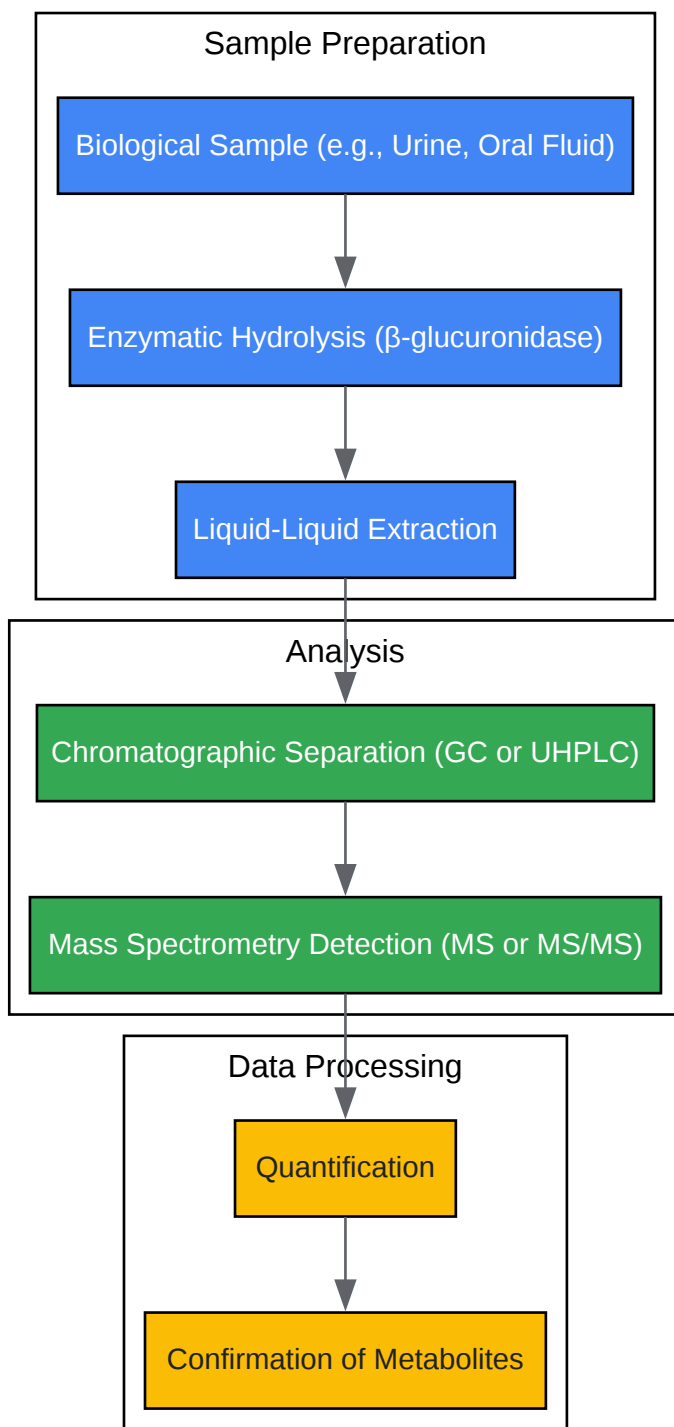 Sample Preparation
Biological Sample (e.g., Urine, Oral Fluid)
Enzymatic Hydrolysis (β-glucuronidase)
Liquid-Liquid Extraction
Analysis
Chromatographic Separation (GC or UHPLC)
Mass Spectrometry Detection (MS or MS/MS)
Data Processing
Quantification
Confirmation of Metabolites